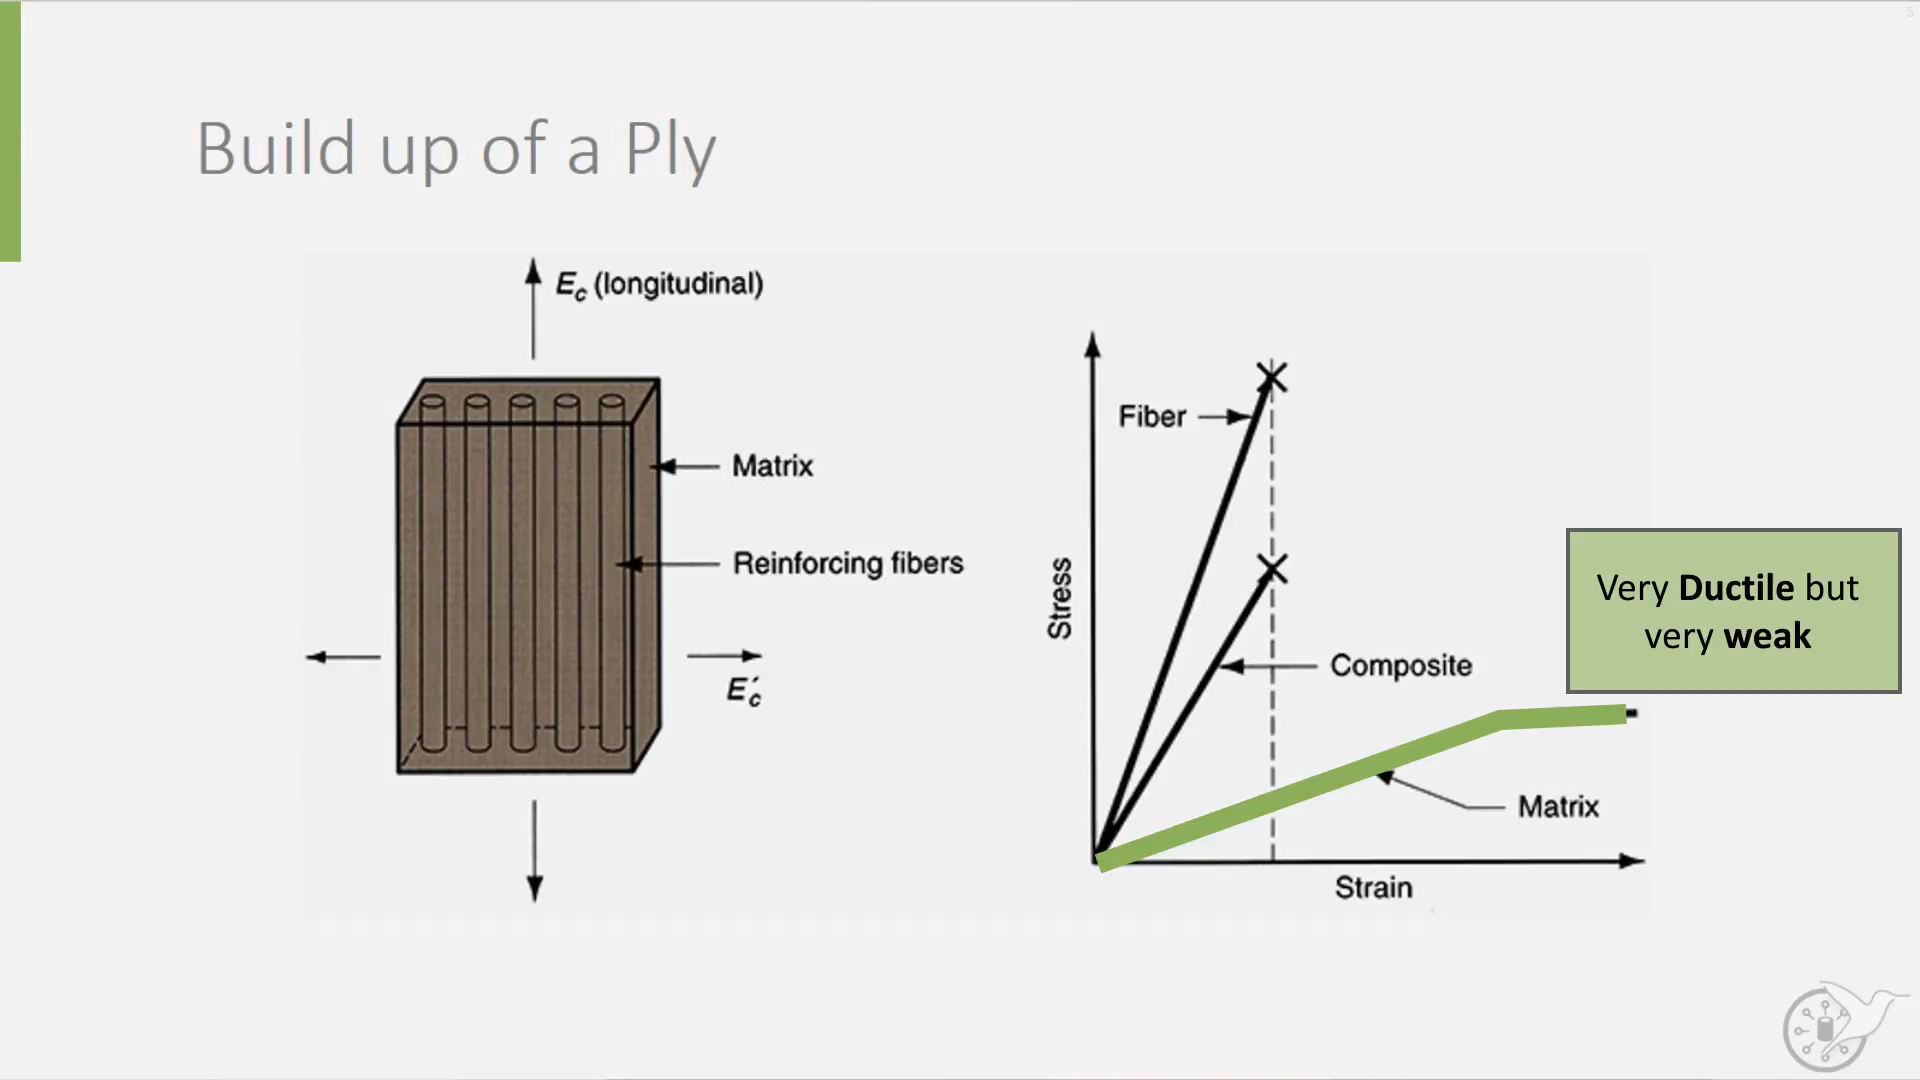 5
Build up of a Ply
Ec (longitudinal)
Matrix
Reinforcing fibers
E′c
Stress
Fiber
Composite
Matrix
Strain
Very Ductile but
very weak